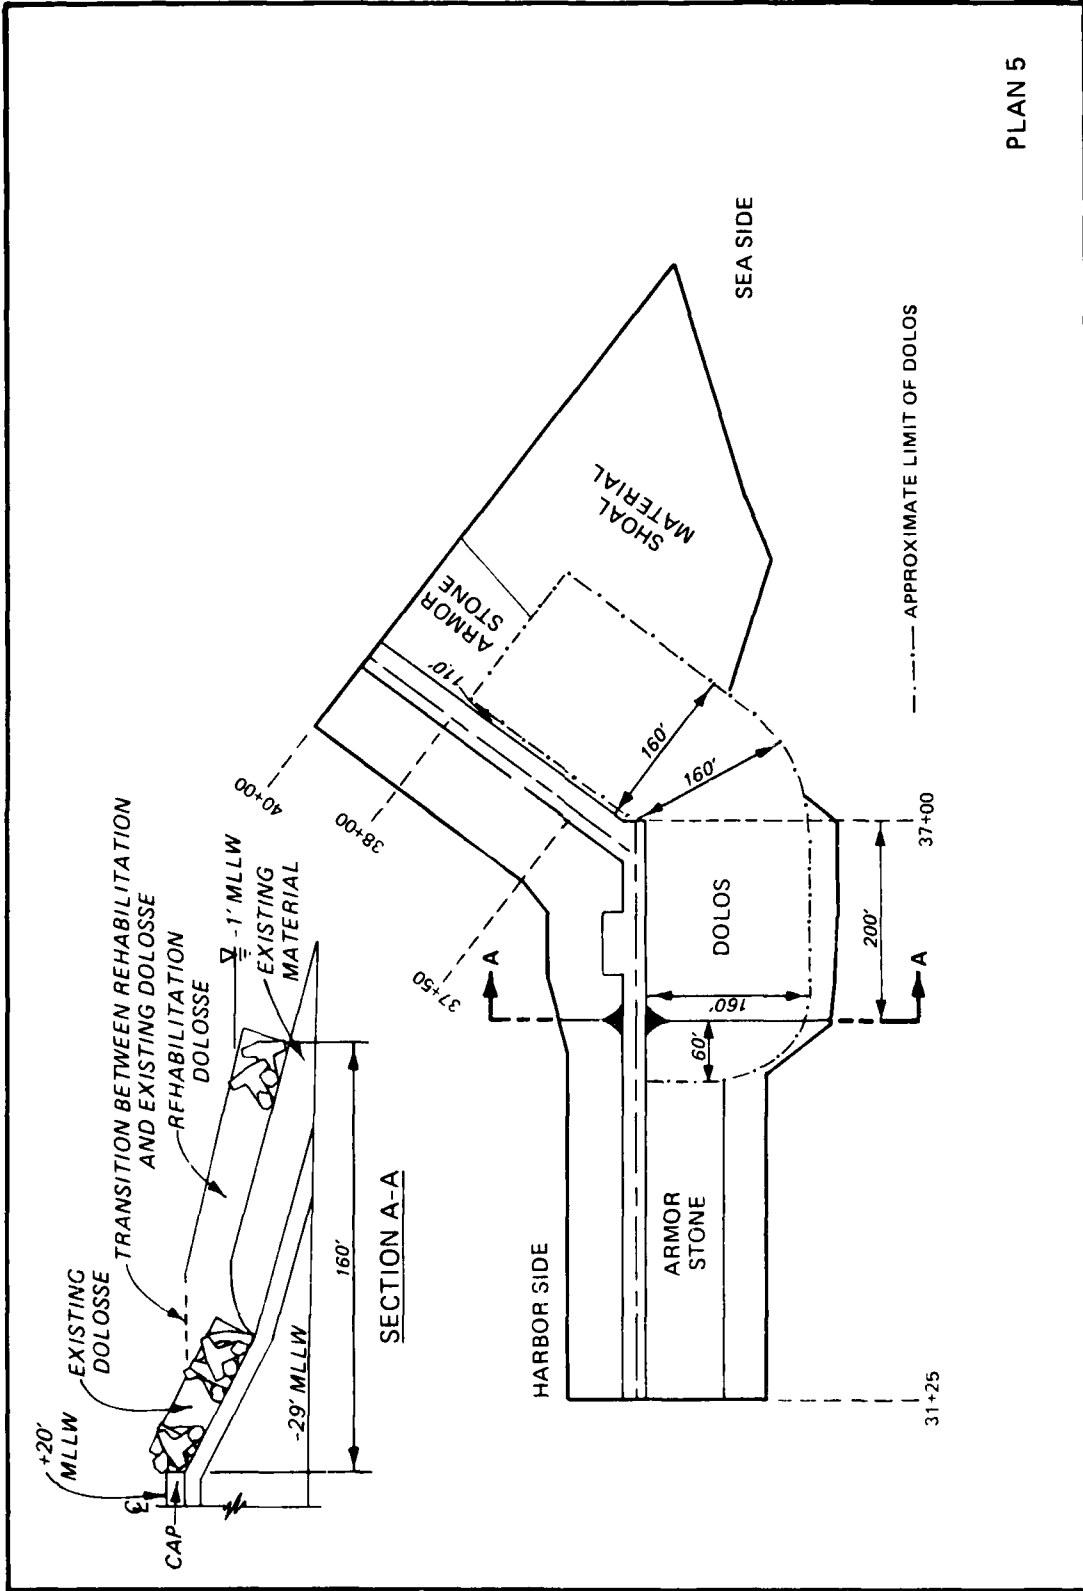 +20'
MLLW
EXISTING
DOLOSSE
TRANSITION BETWEEN REHABILITATION
AND EXISTING DOLOSSE
REHABILITATION
DOLOSSE
-1' MLLW
EXISTING
MATERIAL
℄
CAP
-29' MLLW
160'
SECTION A-A
40+00
38+00
37+50
110'
ARMOR
STONE
SHOAL
MATERIAL
SEA SIDE
160'
160'
HARBOR SIDE
A
DOLOS
160'
60'
ARMOR
STONE
200'
A
37+00
31+25
APPROXIMATE LIMIT OF DOLOS
PLAN 5